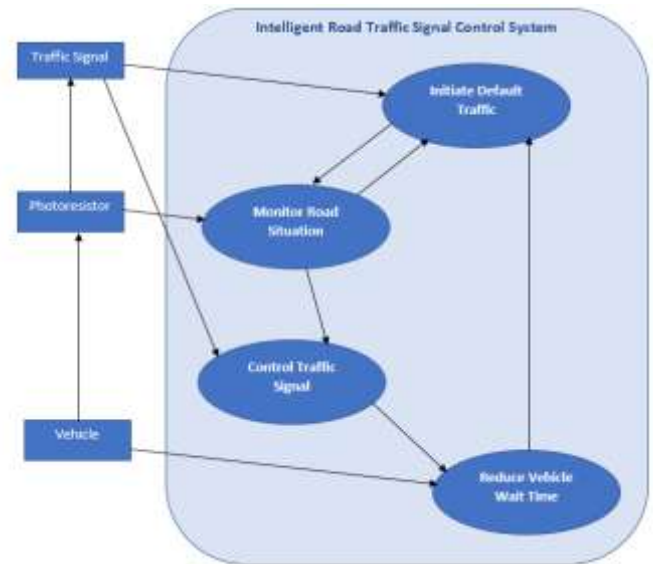 Intelligent Road Traffic Signal Control System
Traffic Signal
Initiate Default
Traffic
Photoresistor
Monitor Road
Situation
Control Traffic
Signal
Vehicle
Reduce Vehicle
Wait Time